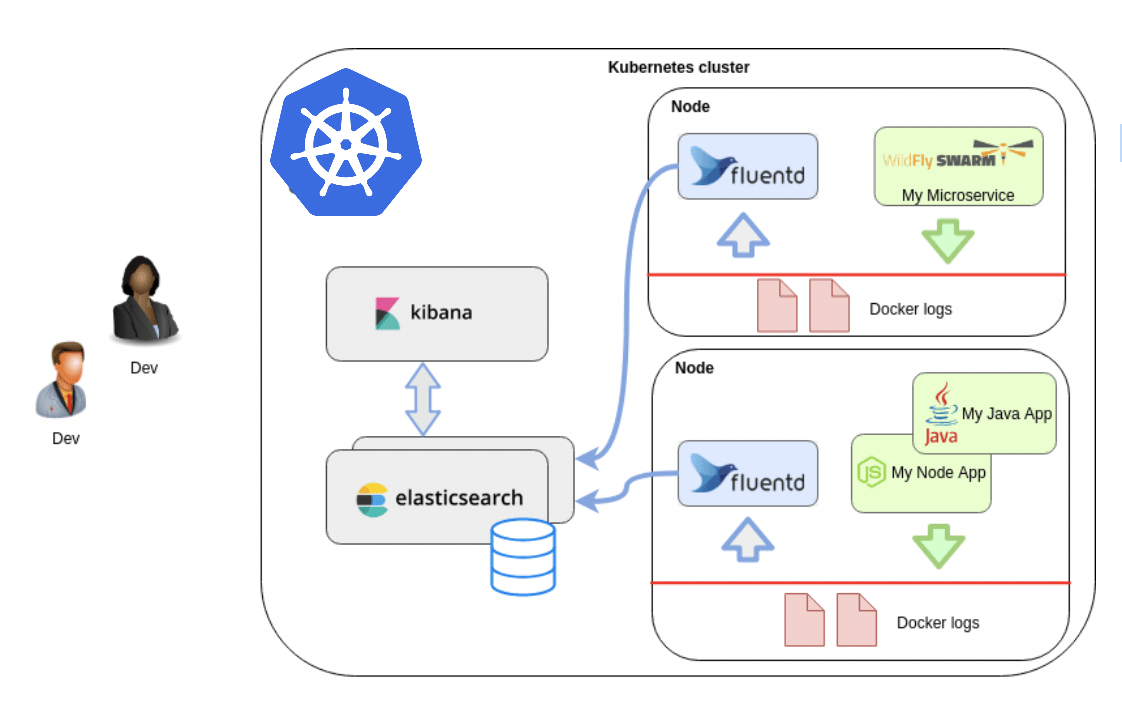 Kubernetes cluster
Node
fluentd
WildFly SWARM
My Microservice
Docker logs
kibana
Dev
Dev
elasticsearch
Node
fluentd
Java
My Java App
JS
My Node App
Docker logs